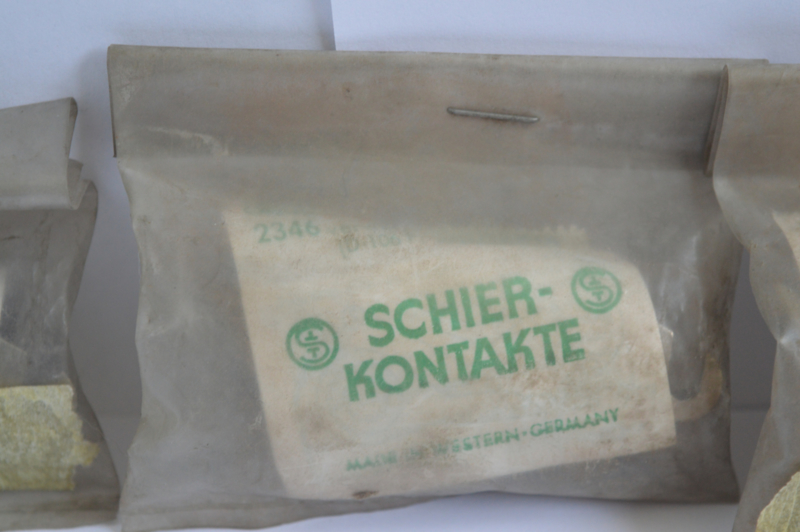 2346
SCHIER-
KONTAKTE
MADE IN WESTERN-GERMANY